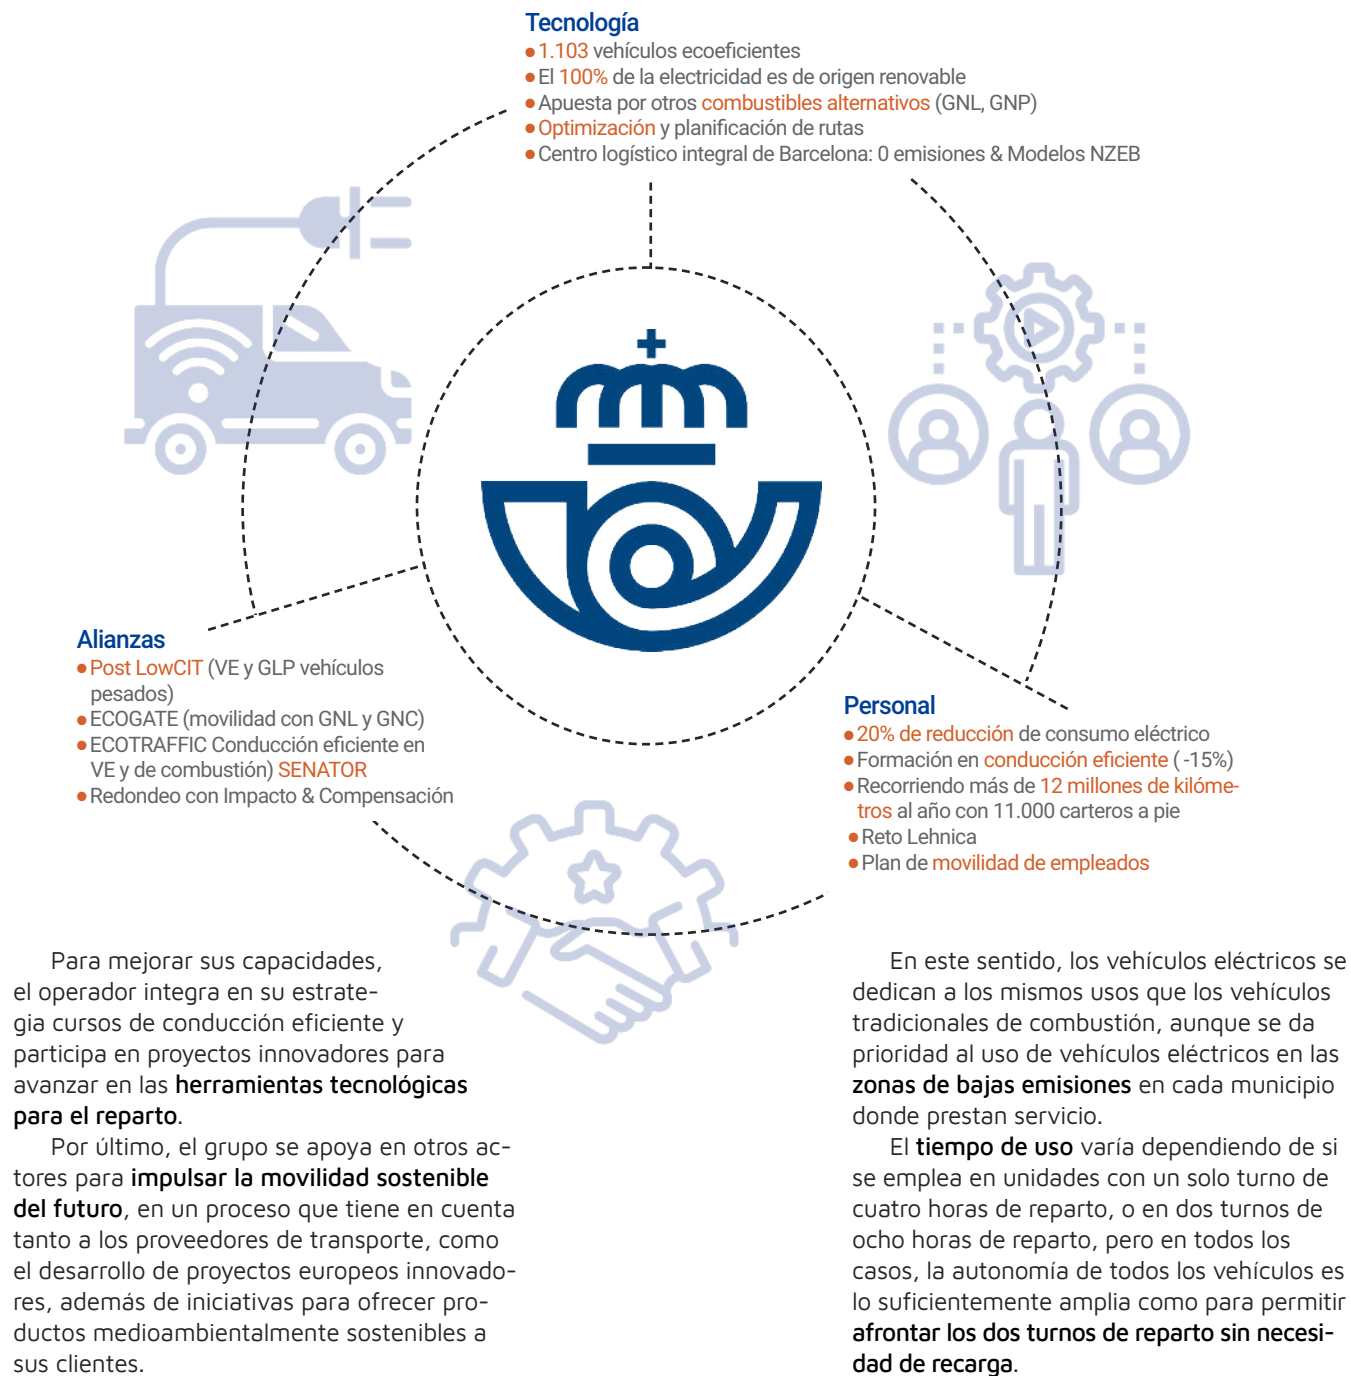 Tecnología
● 1.103 vehículos ecoeficientes
● El 100% de la electricidad es de origen renovable
● Apuesta por otros combustibles alternativos (GNL, GNP)
● Optimización y planificación de rutas
● Centro logístico integral de Barcelona: 0 emisiones & Modelos NZEB
Alianzas
● Post LowCIT (VE y GLP vehículos
pesados)
● ECOGATE (movilidad con GNL y GNC)
● ECOTRAFFIC Conducción eficiente en
VE y de combustión) SENATOR
● Redondeo con Impacto & Compensación
Personal
● 20% de reducción de consumo eléctrico
● Formación en conducción eficiente ( -15%)
● Recorriendo más de 12 millones de kilóme-
tros al año con 11.000 carteros a pie
● Reto Lehnica
● Plan de movilidad de empleados
Para mejorar sus capacidades,
el operador integra en su estrate-
gia cursos de conducción eficiente y
participa en proyectos innovadores para
avanzar en las herramientas tecnológicas
para el reparto.
Por último, el grupo se apoya en otros ac-
tores para impulsar la movilidad sostenible
del futuro, en un proceso que tiene en cuenta
tanto a los proveedores de transporte, como
el desarrollo de proyectos europeos innovado-
res, además de iniciativas para ofrecer pro-
ductos medioambientalmente sostenibles a
sus clientes.
En este sentido, los vehículos eléctricos se
dedican a los mismos usos que los vehículos
tradicionales de combustión, aunque se da
prioridad al uso de vehículos eléctricos en las
zonas de bajas emisiones en cada municipio
donde prestan servicio.
El tiempo de uso varía dependiendo de si
se emplea en unidades con un solo turno de
cuatro horas de reparto, o en dos turnos de
ocho horas de reparto, pero en todos los
casos, la autonomía de todos los vehículos es
lo suficientemente amplia como para permitir
afrontar los dos turnos de reparto sin necesi-
dad de recarga.